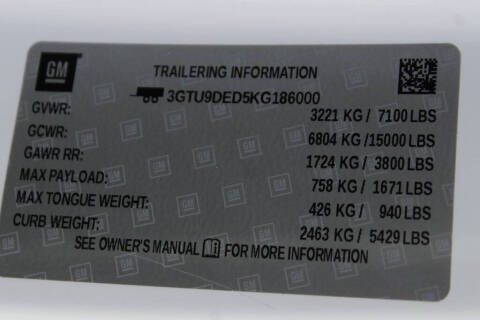 GM
TRAILERING INFORMATION
3GTU9DED5KG186000
GVWR: 3221 KG / 7100 LBS
GCWR: 6804 KG /15000 LBS
GAWR RR: 1724 KG / 3800 LBS
MAX PAYLOAD: 758 KG / 1671 LBS
MAX TONGUE WEIGHT: 426 KG / 940 LBS
CURB WEIGHT: 2463 KG / 5429 LBS
SEE OWNER'S MANUAL FOR MORE INFORMATION